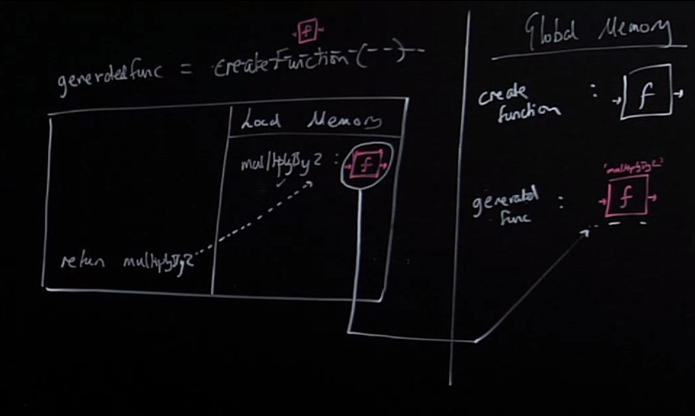 f
generatedfunc = createFunction(---)--
Local Memory
multiplyBy2 : f
return multiplyBy2
Global Memory
create
function : f
'multiplyBy2'
generated
func : f